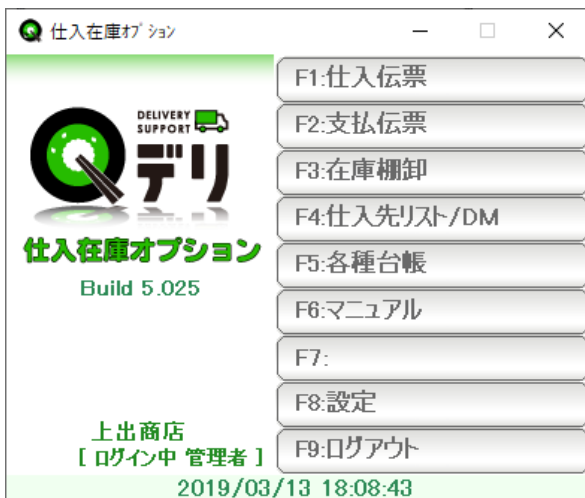 仕入在庫ｵﾌﾟｼｮﾝ
F1:仕入伝票
F2:支払伝票
F3:在庫棚卸
F4:仕入先リスト/DM
F5:各種台帳
F6:マニュアル
F7:
F8:設定
F9:ログアウト
DELIVERY
SUPPORT
Qデリ
仕入在庫オプション
Build 5.025
上出商店
[ ログイン中 管理者 ]
2019/03/13 18:08:43